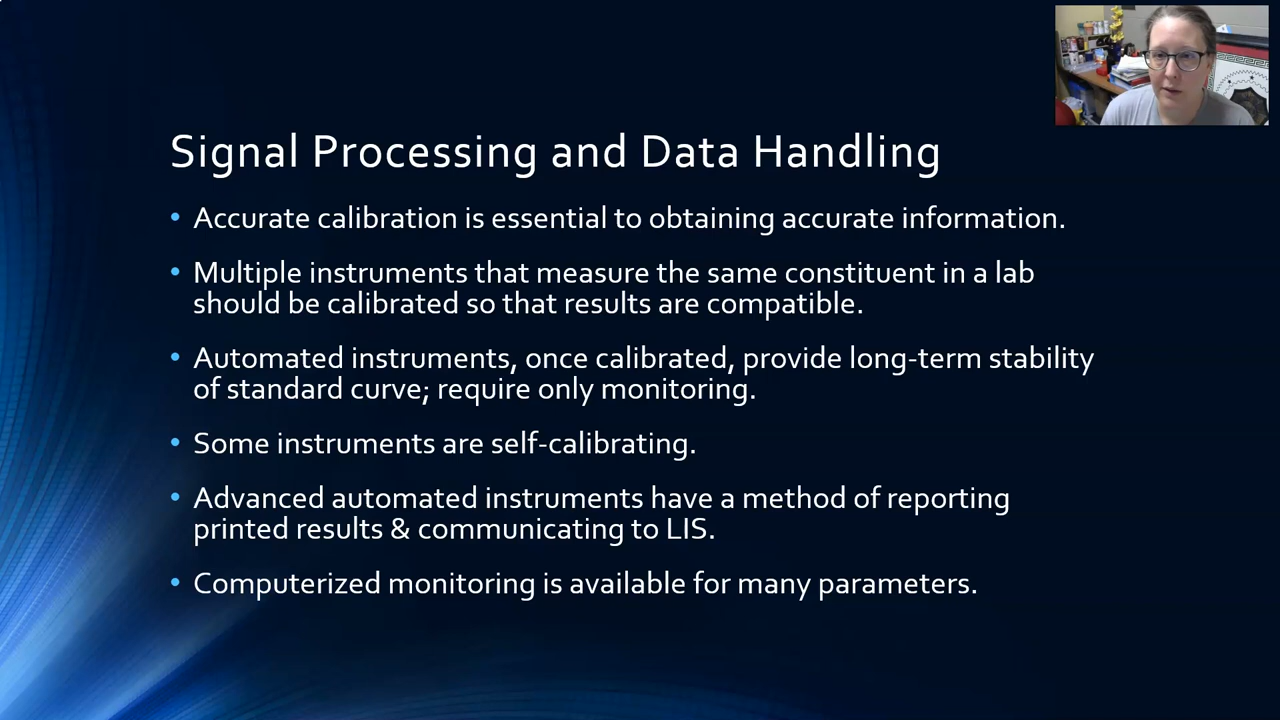 Signal Processing and Data Handling
• Accurate calibration is essential to obtaining accurate information.
• Multiple instruments that measure the same constituent in a lab
should be calibrated so that results are compatible.
• Automated instruments, once calibrated, provide long-term stability
of standard curve; require only monitoring.
• Some instruments are self-calibrating.
• Advanced automated instruments have a method of reporting
printed results & communicating to LIS.
• Computerized monitoring is available for many parameters.